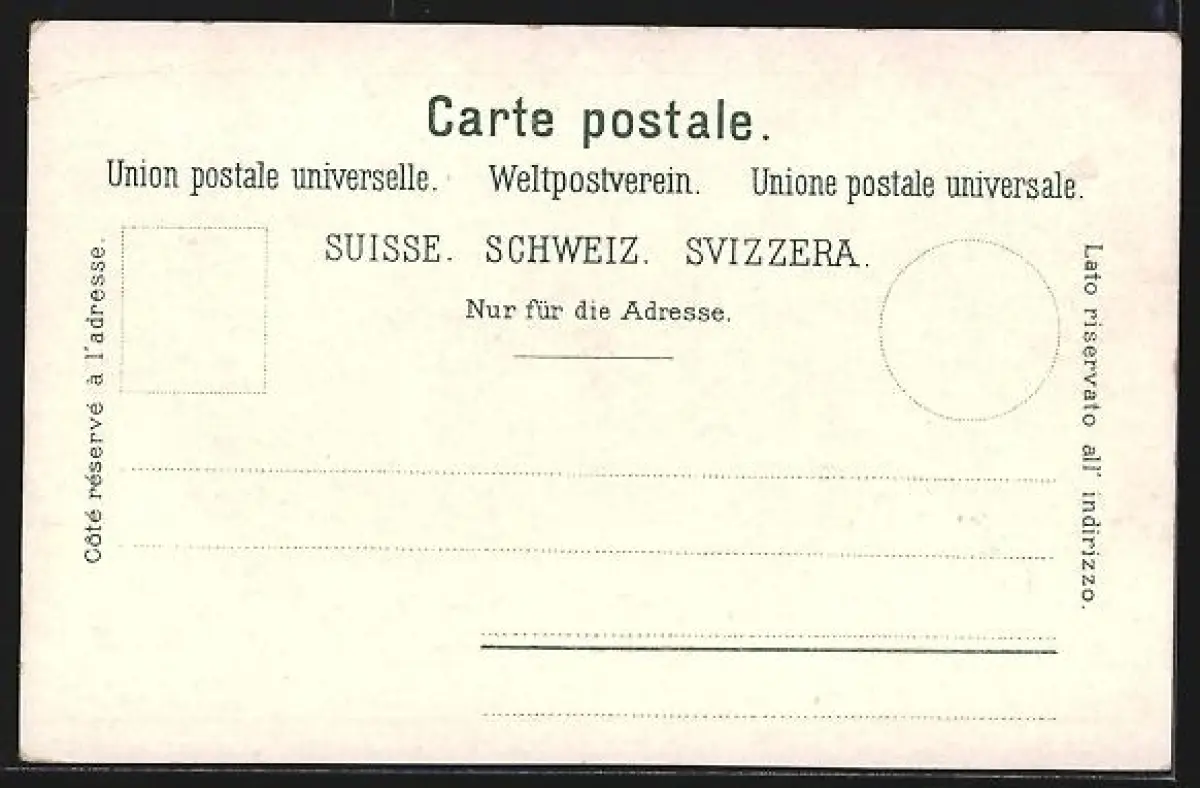 Carte postale.
Union postale universelle. Weltpostverein. Unione postale universale.
SUISSE. SCHWEIZ. SVIZZERA.
Nur für die Adresse.
Côté réservé à l'adresse.
Lato riservato all' indirizzo.